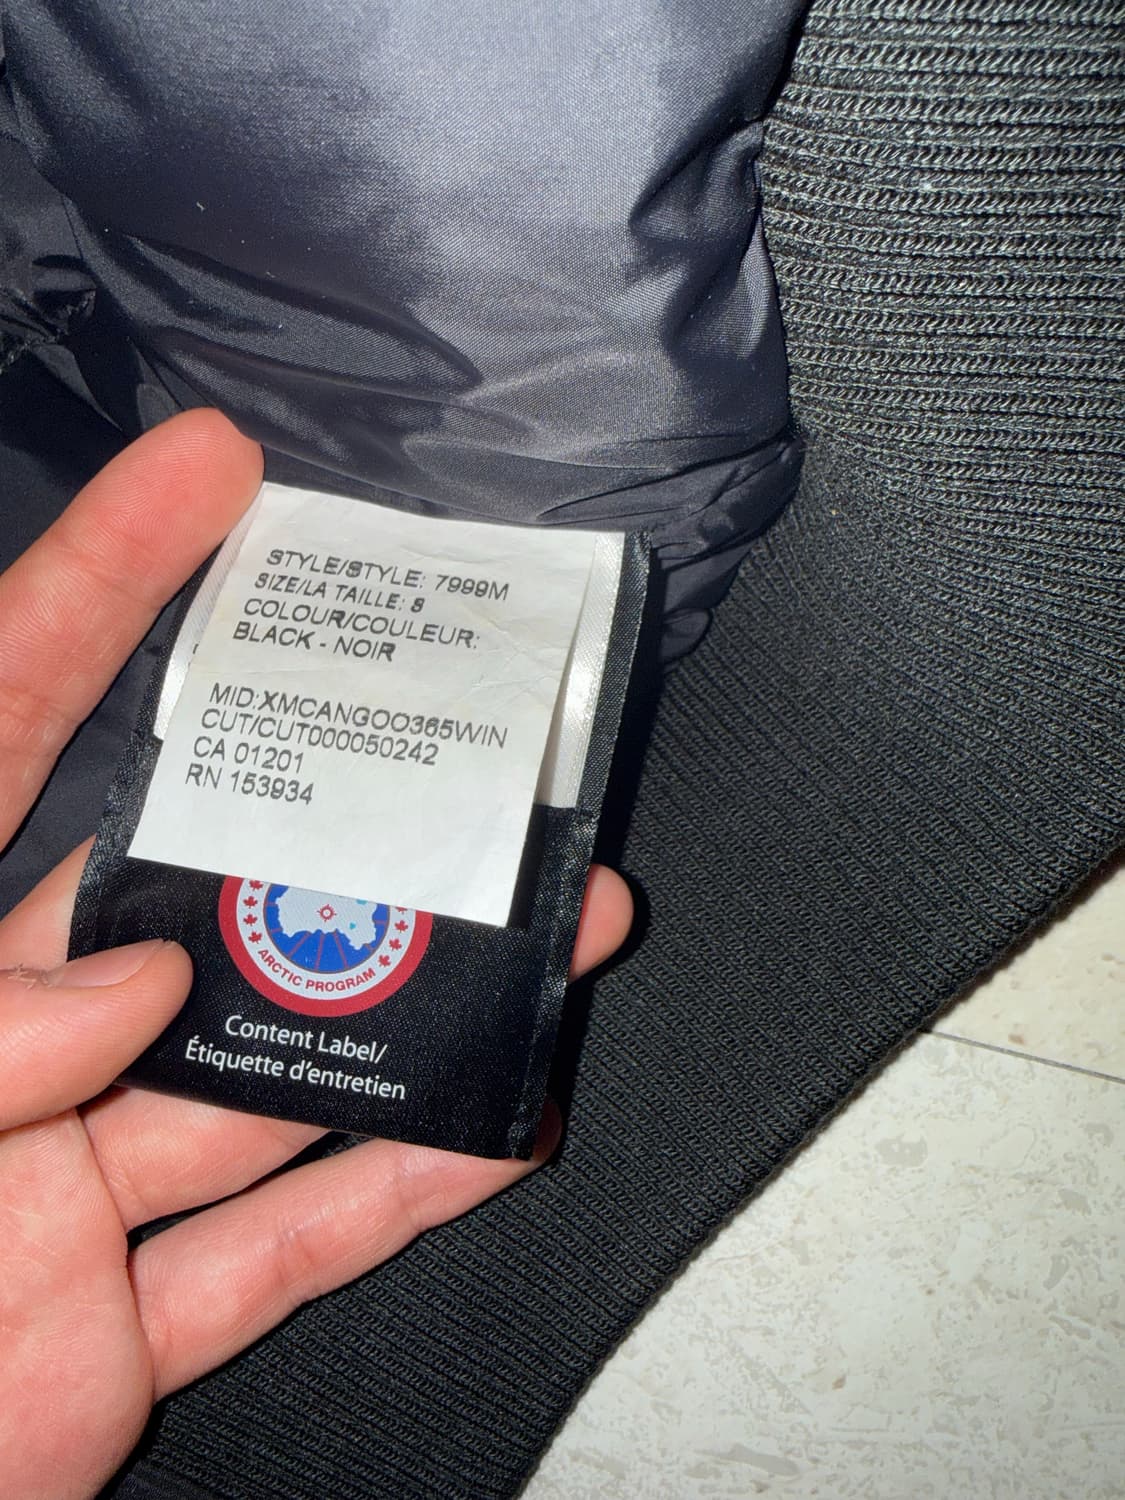 STYLE/STYLE: 7999M
SIZE/LA TAILLE: S
COLOUR/COULEUR:
BLACK - NOIR
MID:XMCANGOO365WIN
CUT/CUT000050242
CA 01201
RN 153934
ARCTIC PROGRAM
Content Label/
Étiquette d'entretien